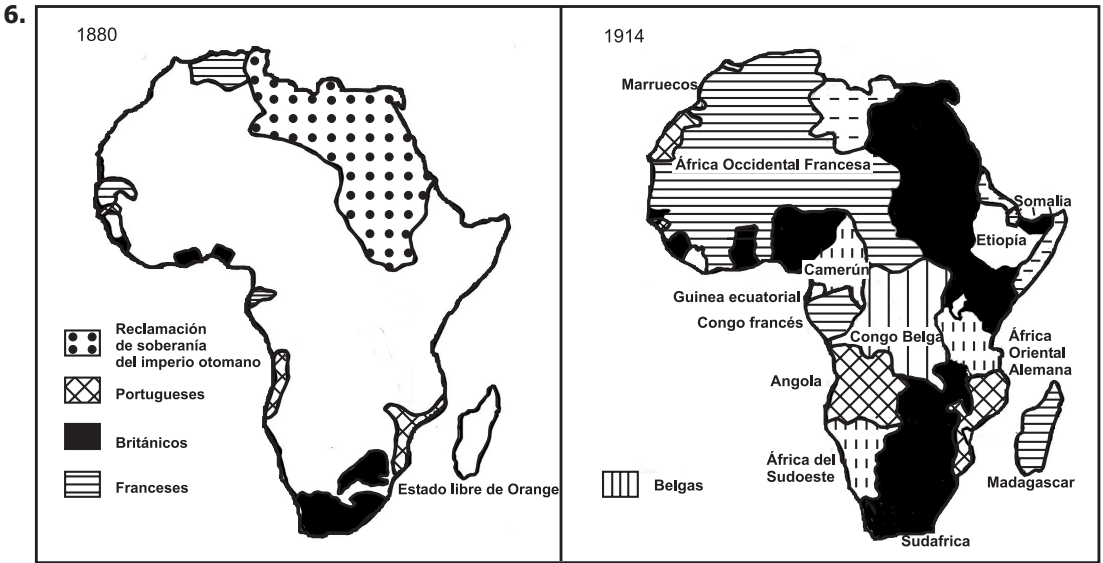 6.
1880
Reclamación
de soberanía
del imperio otomano
Portugueses
Británicos
Franceses
Estado libre de Orange
1914
Marruecos
África Occidental Francesa
Somalia
Etiopía
Camerún
Guinea ecuatorial
Congo francés
Congo Belga
África
Oriental
Alemana
Angola
África del
Sudoeste
Belgas
Madagascar
Sudafrica